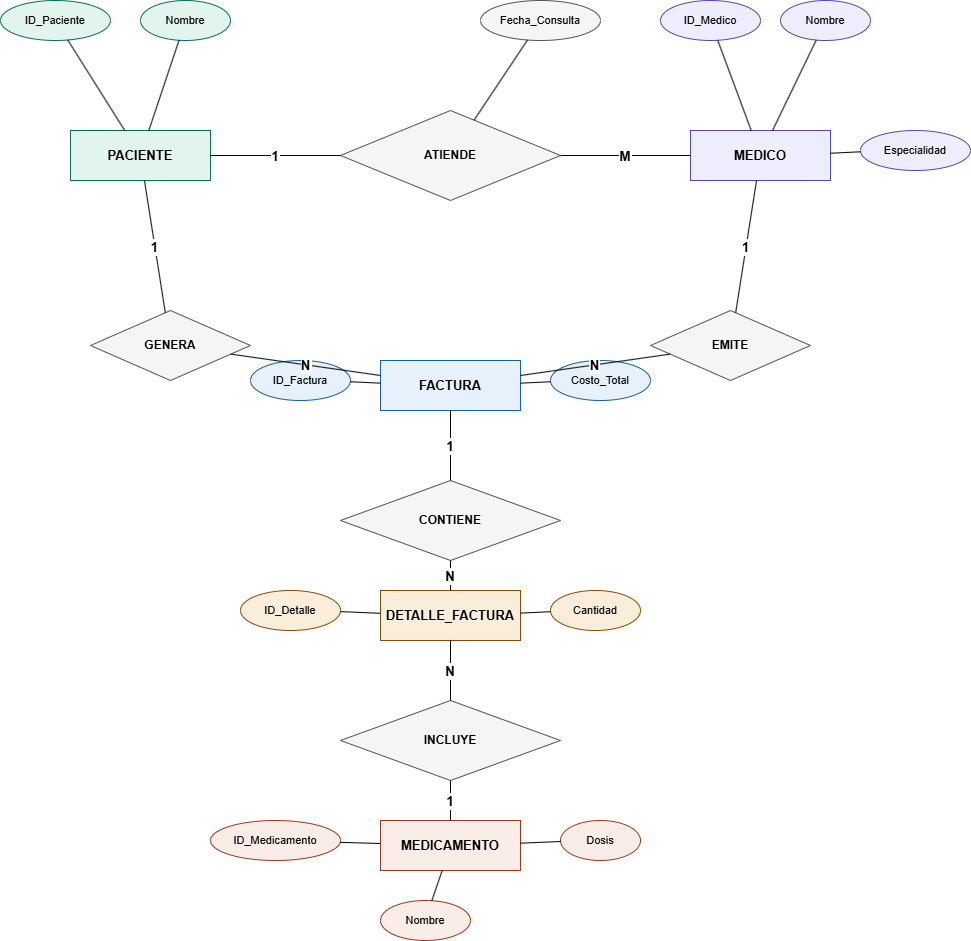 ID_Paciente
Nombre
Fecha_Consulta
ID_Medico
Nombre
PACIENTE
1
ATIENDE
M
MEDICO
Especialidad
1
1
GENERA
EMITE
N
N
ID_Factura
FACTURA
Costo_Total
1
CONTIENE
N
ID_Detalle
DETALLE_FACTURA
Cantidad
N
INCLUYE
1
ID_Medicamento
MEDICAMENTO
Dosis
Nombre